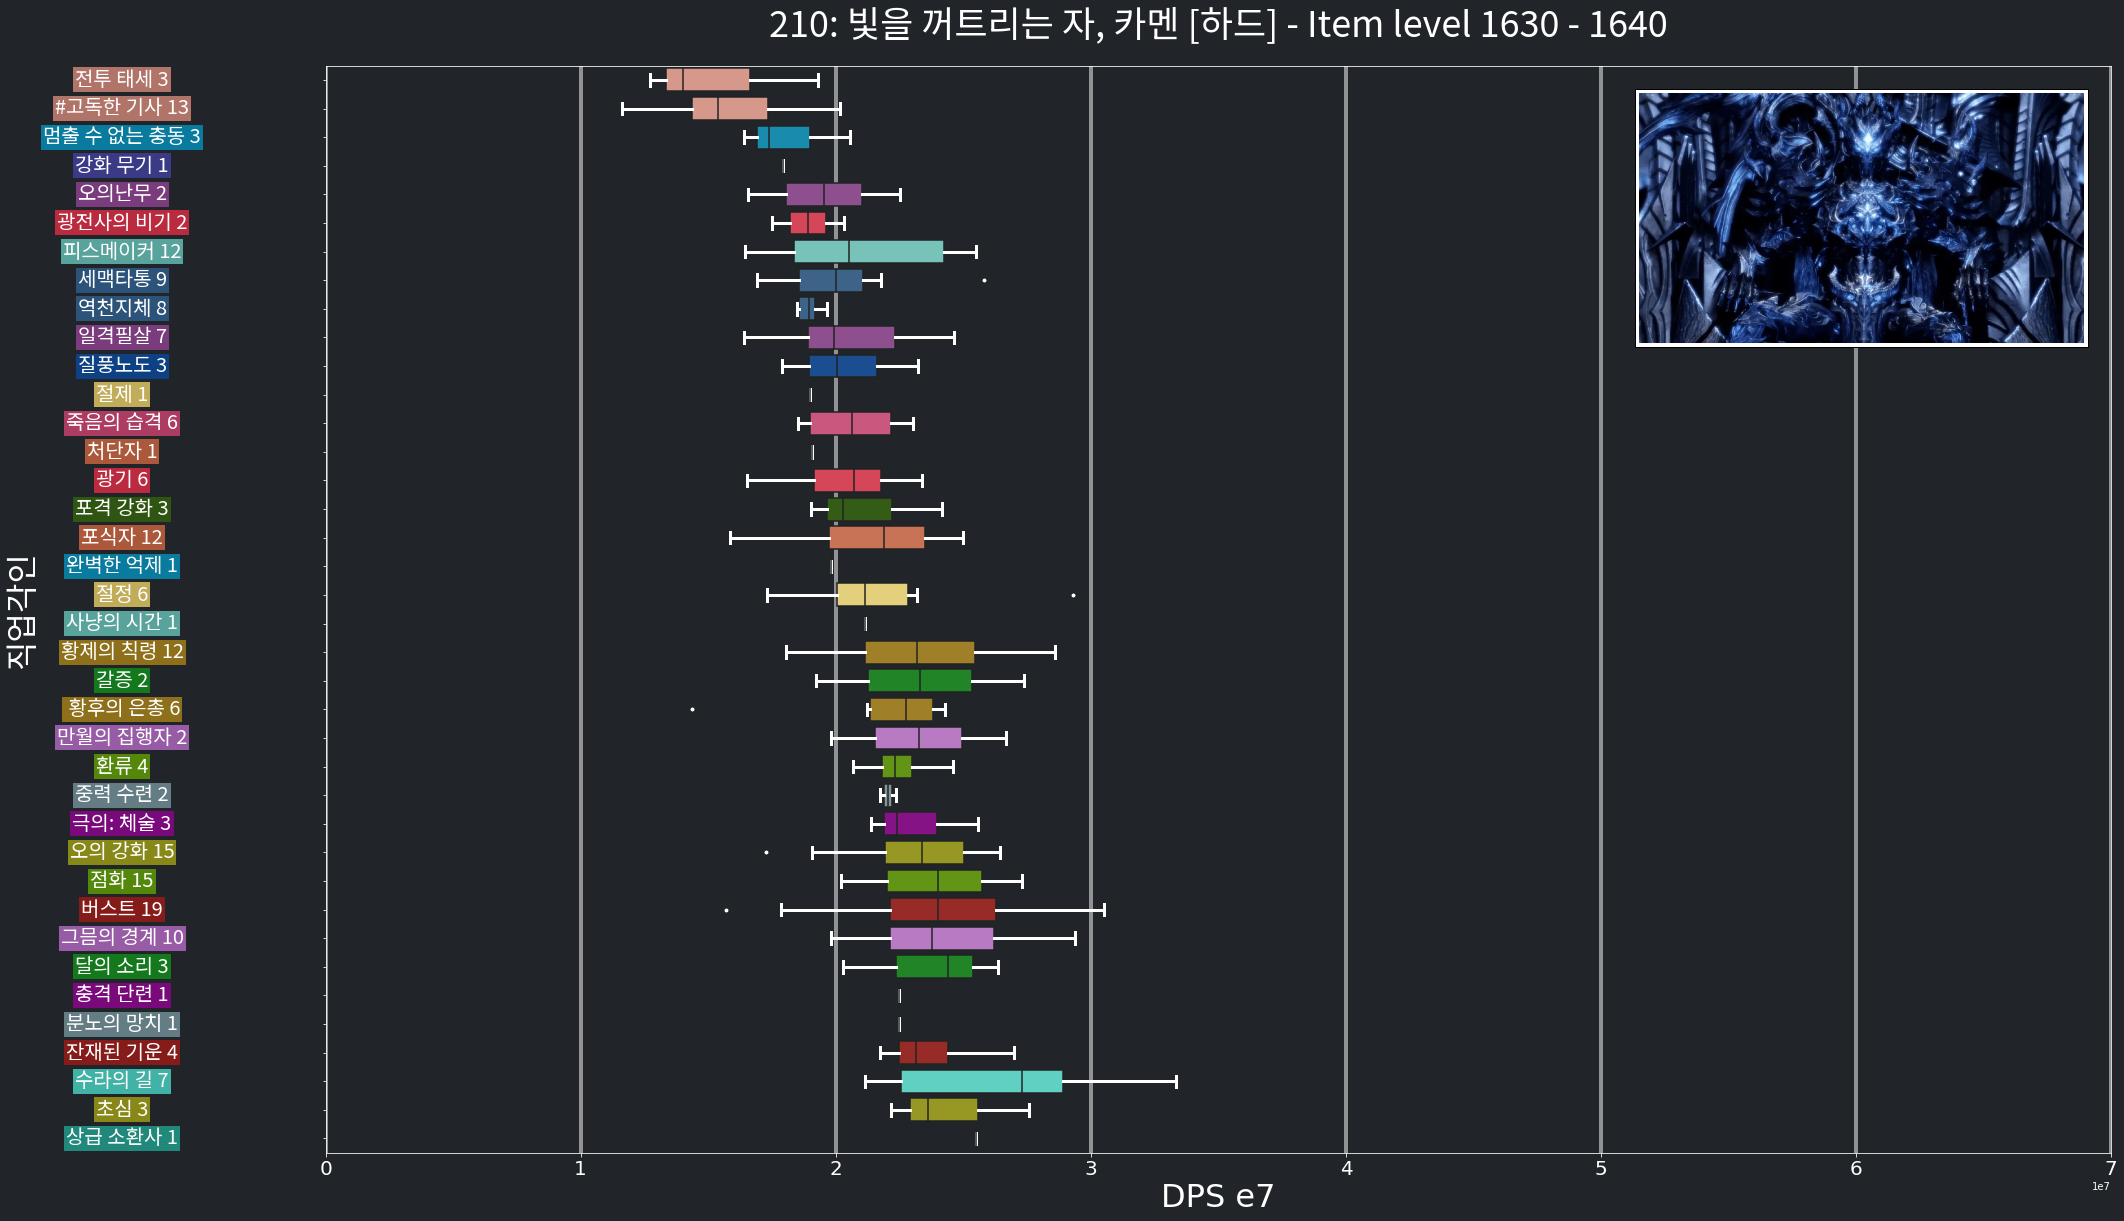 210: 빛을 꺼트리는 자, 카멘 [하드] - Item level 1630 - 1640
직업각인
전투 태세 3
#고독한 기사 13
멈출 수 없는 충동 3
강화 무기 1
오의난무 2
광전사의 비기 2
피스메이커 12
세맥타통 9
역천지체 8
일격필살 7
질풍노도 3
절제 1
죽음의 습격 6
처단자 1
광기 6
포격 강화 3
포식자 12
완벽한 억제 1
절정 6
사냥의 시간 1
황제의 칙령 12
갈증 2
황후의 은총 6
만월의 집행자 2
환류 4
중력 수련 2
극의: 체술 3
오의 강화 15
점화 15
버스트 19
그믐의 경계 10
달의 소리 3
충격 단련 1
분노의 망치 1
잔재된 기운 4
수라의 길 7
초심 3
상급 소환사 1
0 1 2 3 4 5 6 7
1e7
DPS e7